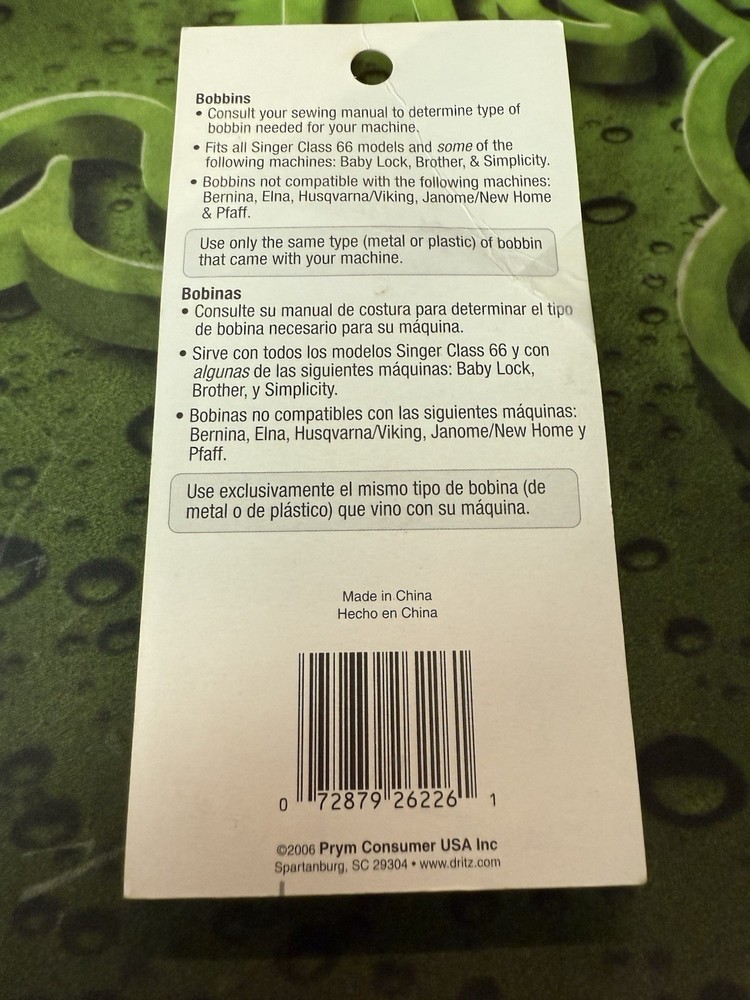 Bobbins
• Consult your sewing manual to determine type of
bobbin needed for your machine.
• Fits all Singer Class 66 models and some of the
following machines: Baby Lock, Brother, & Simplicity.
• Bobbins not compatible with the following machines:
Bernina, Elna, Husqvarna/Viking, Janome/New Home
& Pfaff.
Use only the same type (metal or plastic) of bobbin
that came with your machine.
Bobinas
• Consulte su manual de costura para determinar el tipo
de bobina necesario para su máquina.
• Sirve con todos los modelos Singer Class 66 y con
algunas de las siguientes máquinas: Baby Lock,
Brother, y Simplicity.
• Bobinas no compatibles con las siguientes máquinas:
Bernina, Elna, Husqvarna/Viking, Janome/New Home y
Pfaff.
Use exclusivamente el mismo tipo de bobina (de
metal o de plástico) que vino con su máquina.
Made in China
Hecho en China
0 72879 26226 1
©2006 Prym Consumer USA Inc
Spartanburg, SC 29304 • www.dritz.com